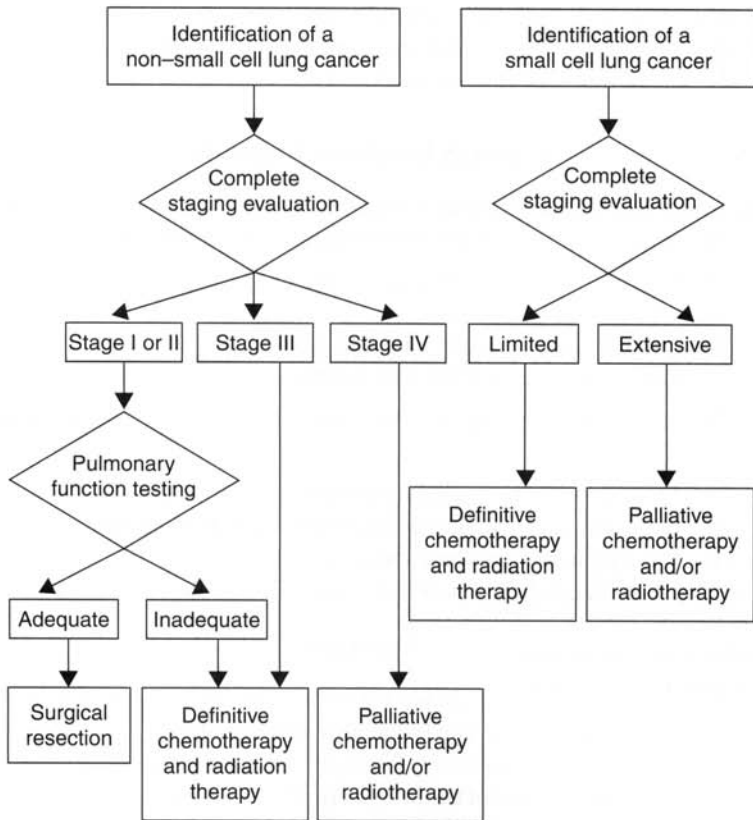 Identification of a
non–small cell lung cancer
Identification of a
small cell lung cancer
Complete
staging evaluation
Complete
staging evaluation
Stage I or II
Stage III
Stage IV
Limited
Extensive
Pulmonary
function testing
Definitive
chemotherapy
and radiation
therapy
Palliative
chemotherapy
and/or
radiotherapy
Adequate
Inadequate
Surgical
resection
Definitive
chemotherapy
and radiation
therapy
Palliative
chemotherapy
and/or
radiotherapy